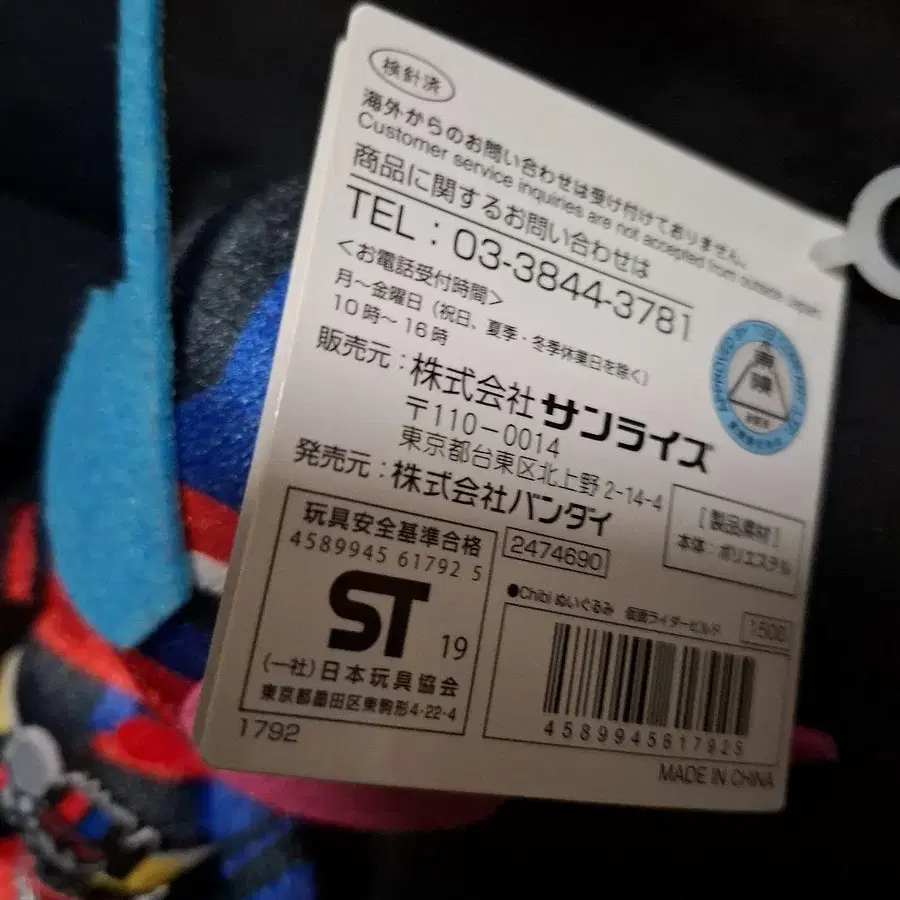 検針済
海外からのお問い合わせは受け付けておりません。
Customer service inquiries are not accepted from outside Japan.
商品に関するお問い合わせは
TEL : 03-3844-3781
<お電話受付時間>
月〜金曜日（祝日、夏季・冬季休業日を除く）
10時〜16時
販売元 : 株式会社サンライズ
〒110-0014
東京都台東区北上野2-14-4
発売元 : 株式会社バンダイ
2474690
[製品素材]
本体 : ポリエステル
玩具安全基準合格
4589945 61792 5
ST 19
(一社)日本玩具協会
東京都墨田区東駒形4-22-4
1792
●Chibi ぬいぐるみ 仮面ライダービルド
1500
4589945617925
MADE IN CHINA